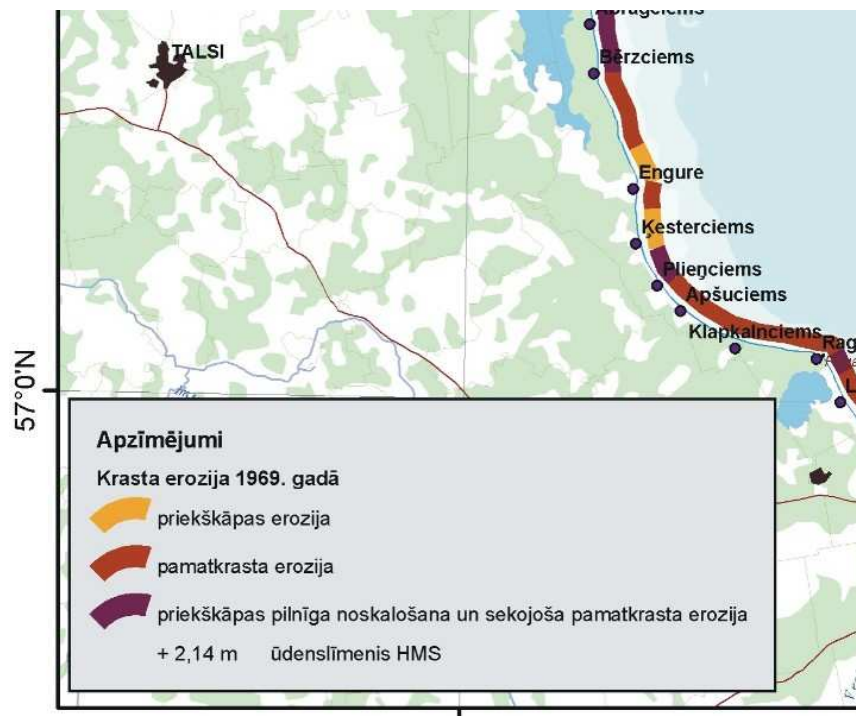 TALSI
Bērzciems
Engure
Ķesterciems
Plieņciems
Apšuciems
Klapkalnciems
57°0'N
Apzīmējumi
Krasta erozija 1969. gadā
priekškāpas erozija
pamatkrasta erozija
priekškāpas pilnīga noskalošana un sekojoša pamatkrasta erozija
+ 2,14 m ūdenslīmenis HMS